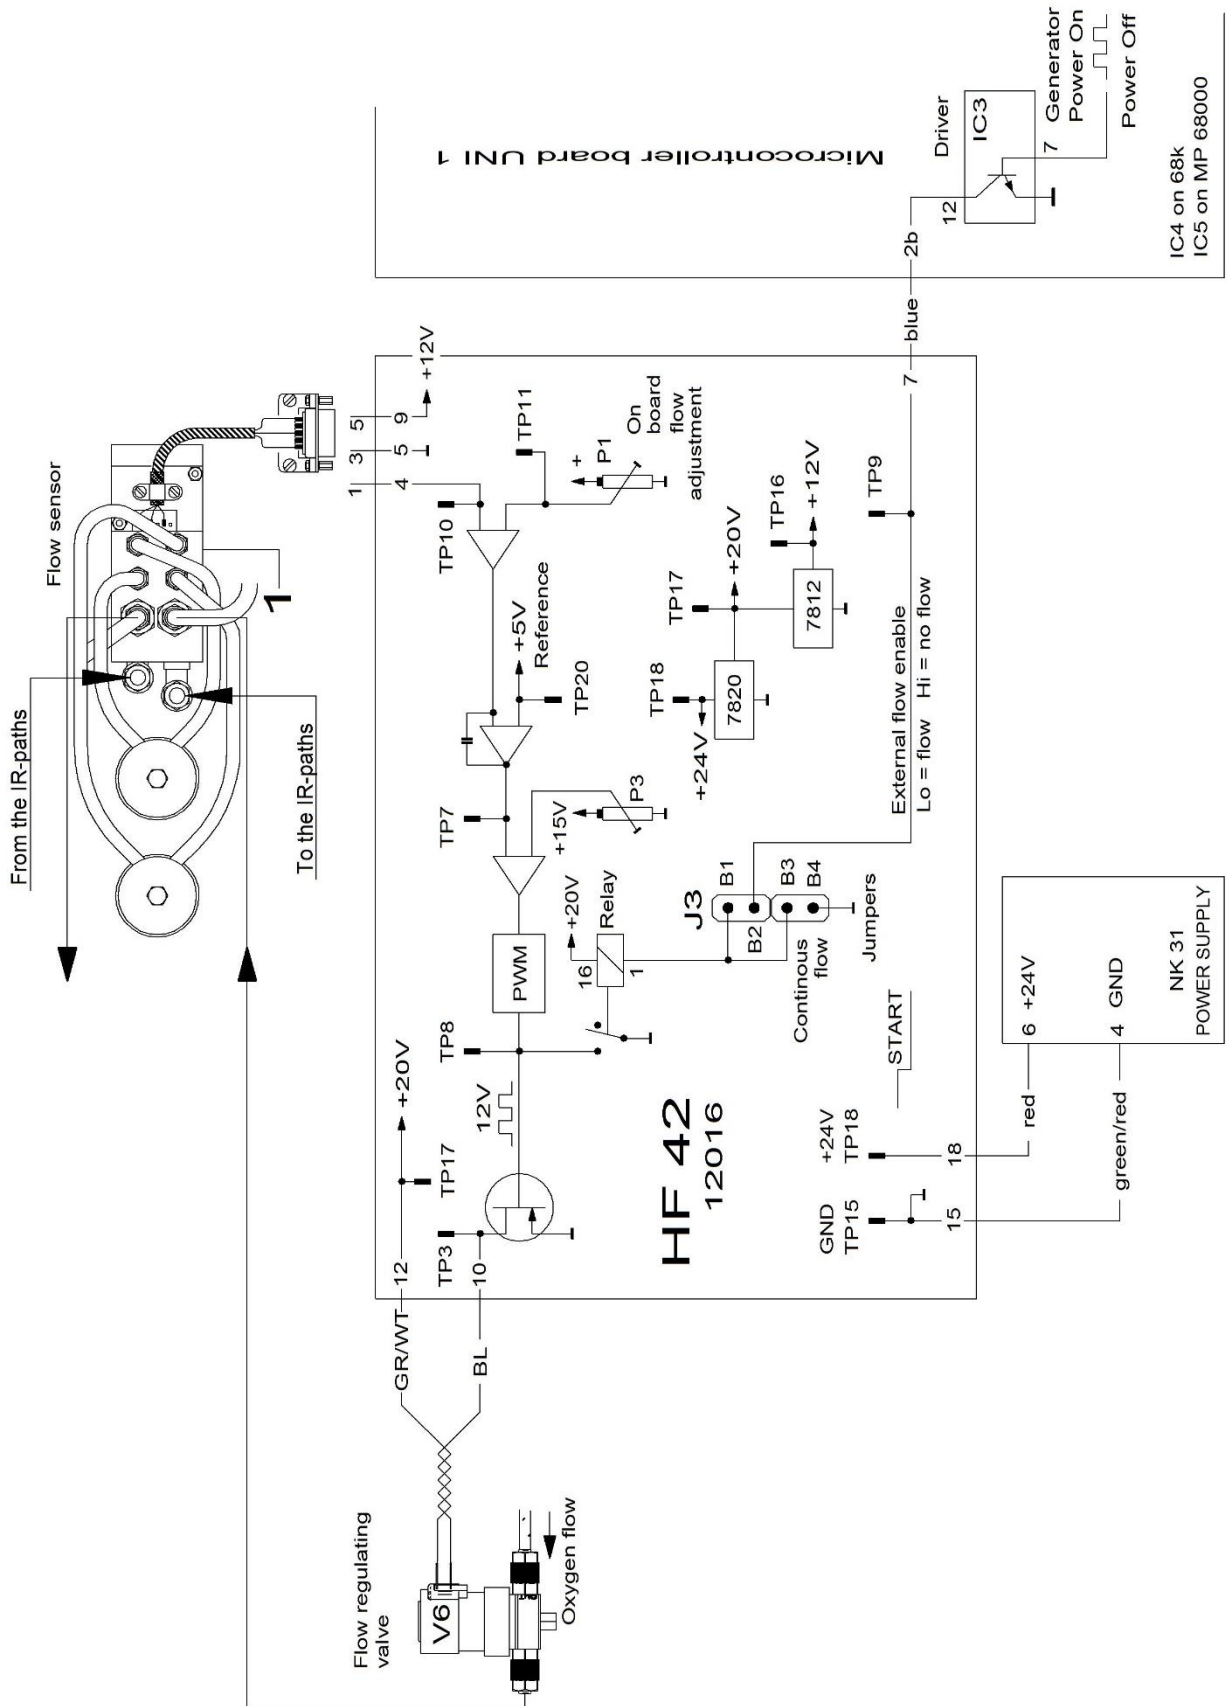 From the IR-paths
To the IR-paths
Flow sensor
1
Flow regulating
valve
V6
Oxygen flow
GR/WT
BL
12
10
TP3
TP17
+20V
12V
TP8
PWM
TP7
+15V
P3
TP20
+5V
Reference
TP10
TP11
P1
+
On
board
flow
adjustment
1
3
5
4
5
9
+12V
+20V
16
Relay
1
J3
B1
B2
B3
B4
Continous
flow
Jumpers
TP18
+24V
7820
TP17
+20V
7812
TP16
+12V
External flow enable
Lo = flow Hi = no flow
TP9
7
blue
2b
HF 42
12016
GND
TP15
+24V
TP18
START
15
18
red
green/red
6 +24V
4 GND
NK 31
POWER SUPPLY
Microcontroller board UNI 1
Driver
12
IC3
7
Generator
Power On
Power Off
IC4 on 68k
IC5 on MP 68000